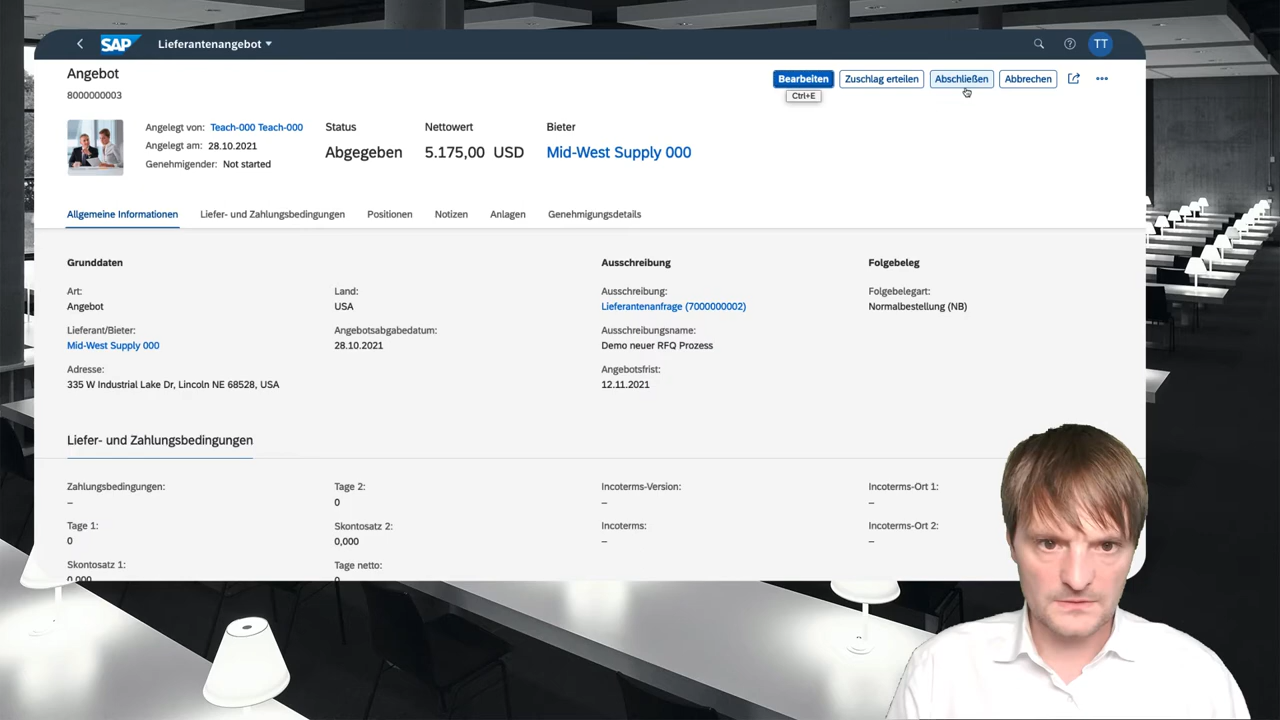 SAP Lieferantenangebot
TT
Angebot
8000000003
Bearbeiten Zuschlag erteilen Abschließen Abbrechen
Ctrl+E
Angelegt von: Teach-000 Teach-000
Angelegt am: 28.10.2021
Genehmigender: Not started
Status
Abgegeben
Nettowert
5.175,00 USD
Bieter
Mid-West Supply 000
Allgemeine Informationen Liefer- und Zahlungsbedingungen Positionen Notizen Anlagen Genehmigungsdetails
Grunddaten
Art:
Angebot
Lieferant/Bieter:
Mid-West Supply 000
Adresse:
335 W Industrial Lake Dr, Lincoln NE 68528, USA
Land:
USA
Angebotsabgabedatum:
28.10.2021
Ausschreibung
Ausschreibung:
Lieferantenanfrage (7000000002)
Ausschreibungsname:
Demo neuer RFQ Prozess
Angebotsfrist:
12.11.2021
Folgebeleg
Folgebelegart:
Normalbestellung (NB)
Liefer- und Zahlungsbedingungen
Zahlungsbedingungen:
–
Tage 1:
0
Skontosatz 1:
0,000
Tage 2:
0
Skontosatz 2:
0,000
Tage netto:
0
Incoterms-Version:
–
Incoterms:
–
Incoterms-Ort 1:
–
Incoterms-Ort 2:
–